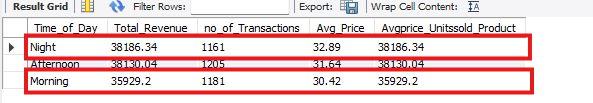 Result Grid Filter Rows: Export: Wrap Cell Content:
Time_of_Day Total_Revenue no_of_Transactions Avg_Price Avgprice_Unitssold_Product
Night 38186.34 1161 32.89 38186.34
Afternoon 38130.04 1205 31.64 38130.04
Morning 35929.2 1181 30.42 35929.2